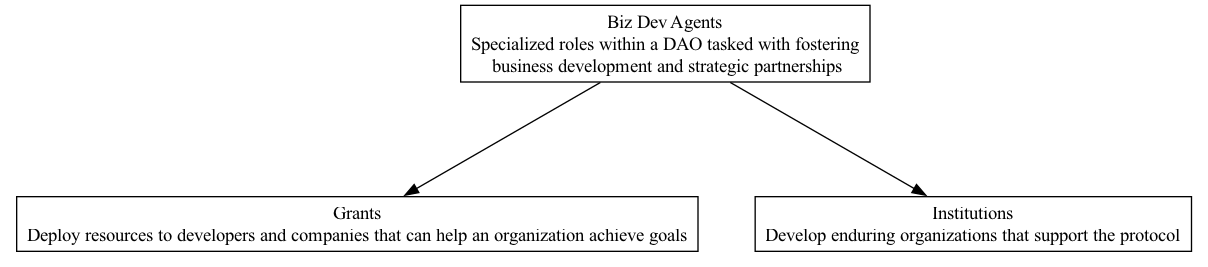 Biz Dev Agents
Specialized roles within a DAO tasked with fostering
business development and strategic partnerships
Grants
Deploy resources to developers and companies that can help an organization achieve goals
Institutions
Develop enduring organizations that support the protocol